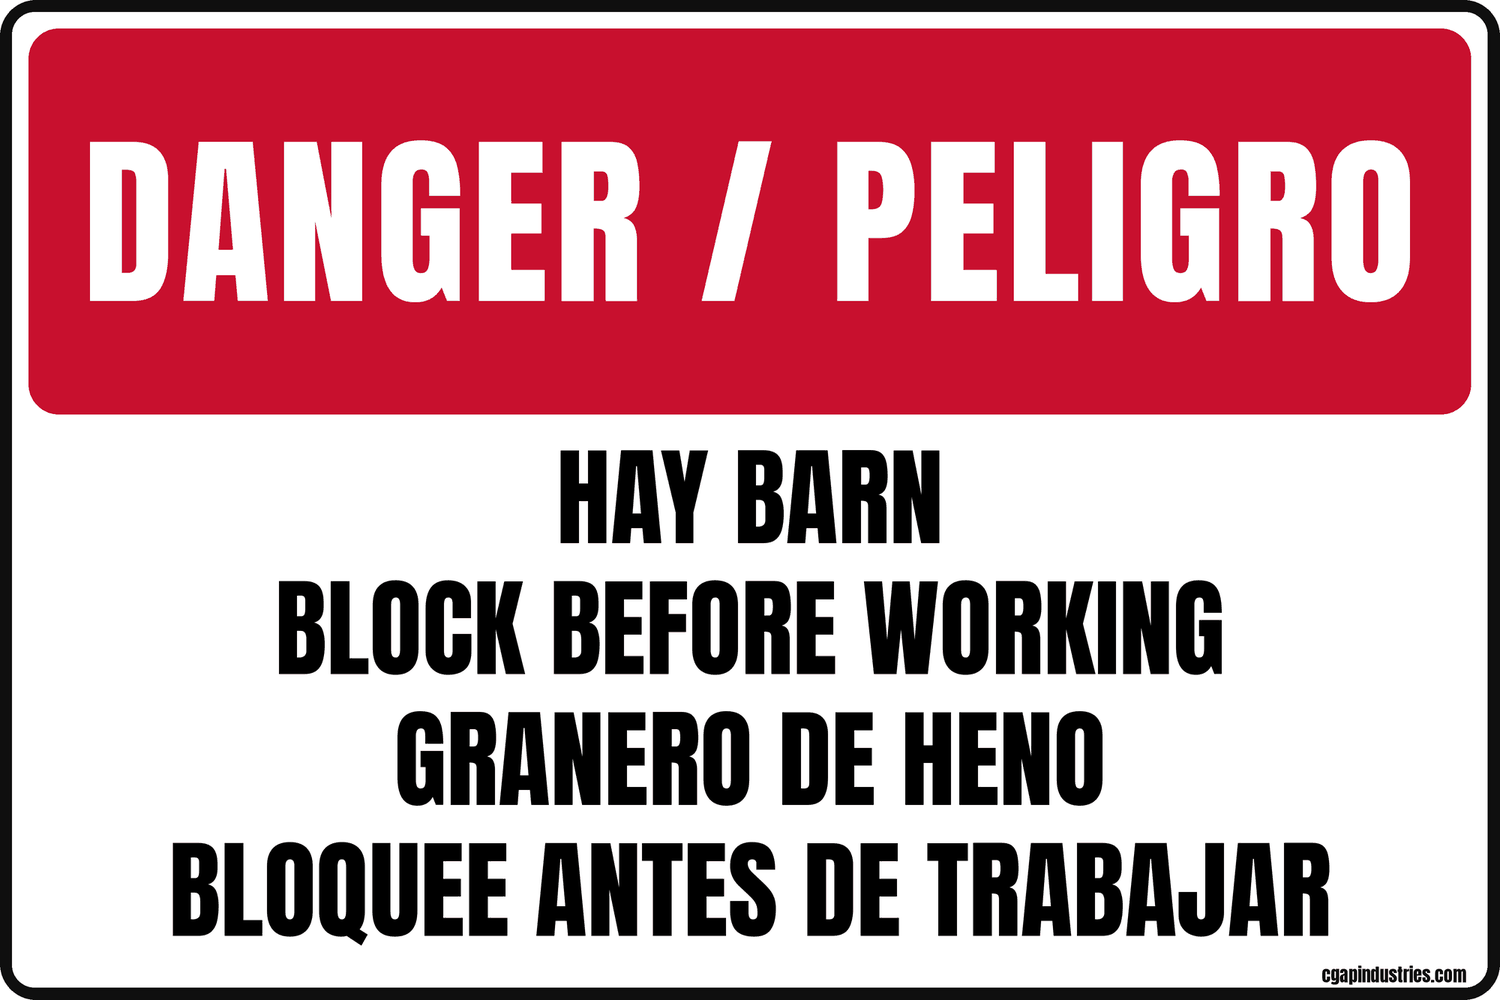 DANGER / PELIGRO
HAY BARN
BLOCK BEFORE WORKING
GRANERO DE HENO
BLOQUEE ANTES DE TRABAJAR
cgapindustries.com